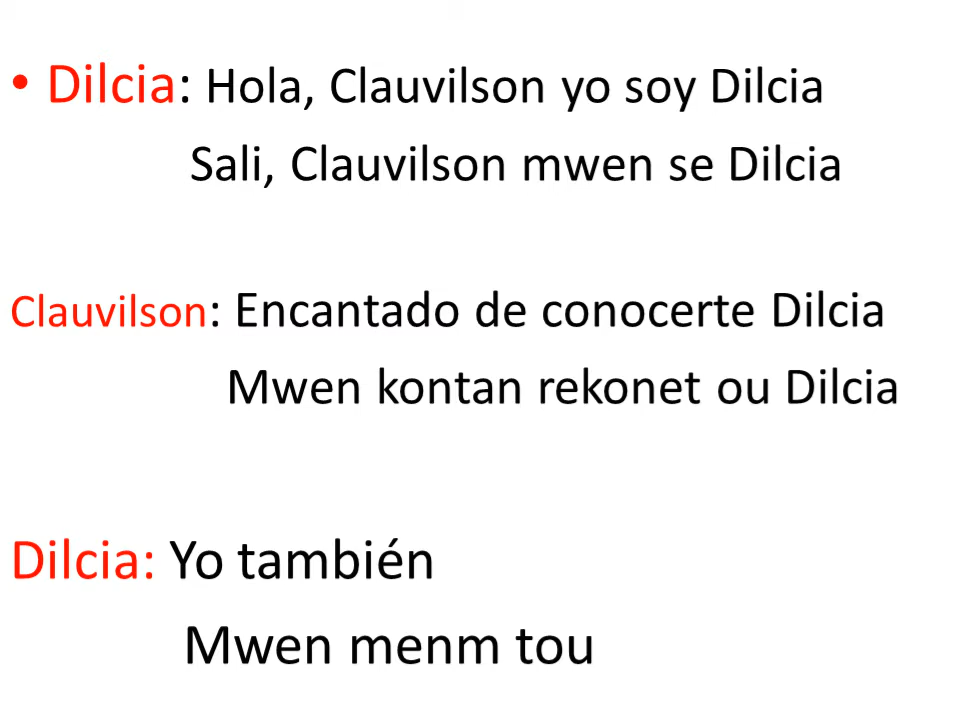 • Dilcia: Hola, Clauvilson yo soy Dilcia
Sali, Clauvilson mwen se Dilcia
Clauvilson: Encantado de conocerte Dilcia
Mwen kontan rekonet ou Dilcia
Dilcia: Yo también
Mwen menm tou